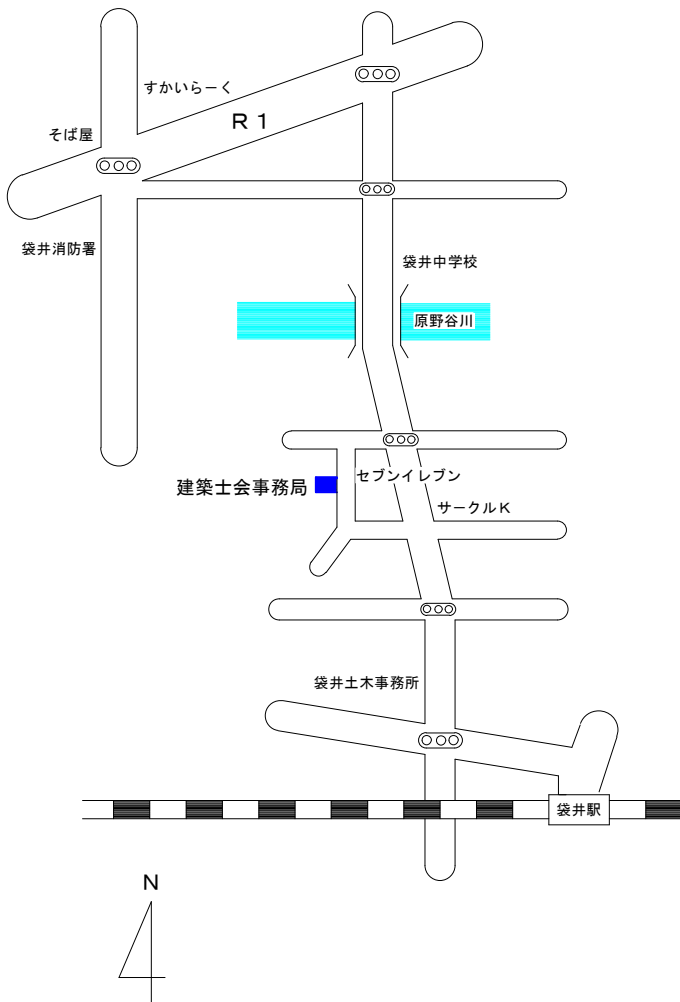 すかいらーく
R1
そば屋
袋井消防署
袋井中学校
原野谷川
セブンイレブン
建築士会事務局
サークルK
袋井土木事務所
袋井駅
N